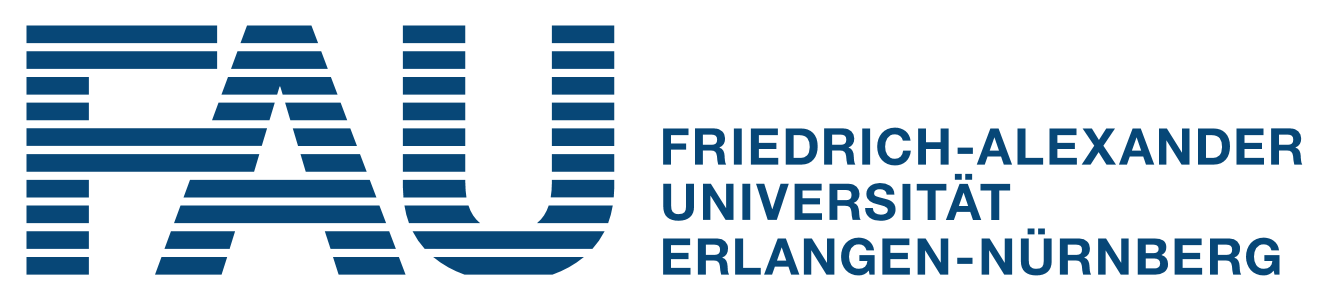 FAU
FRIEDRICH-ALEXANDER
UNIVERSITÄT
ERLANGEN-NÜRNBERG